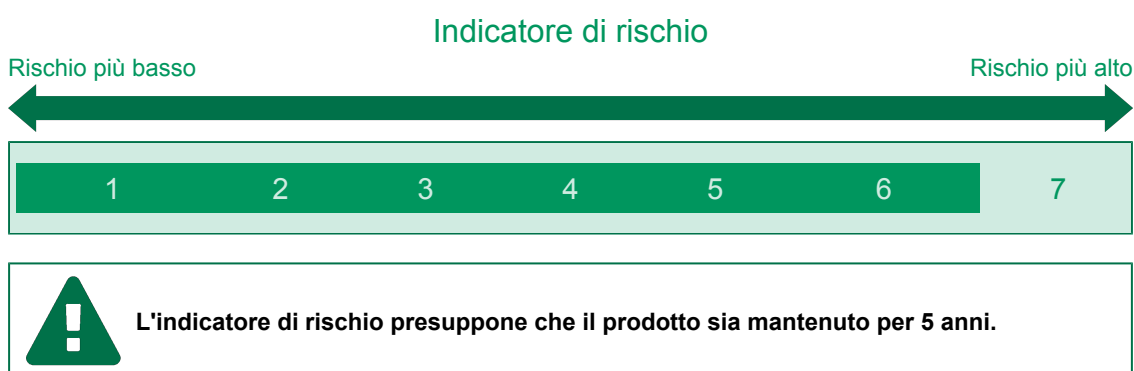 Indicatore di rischio
Rischio più basso Rischio più alto
1 2 3 4 5 6 7
L'indicatore di rischio presuppone che il prodotto sia mantenuto per 5 anni.